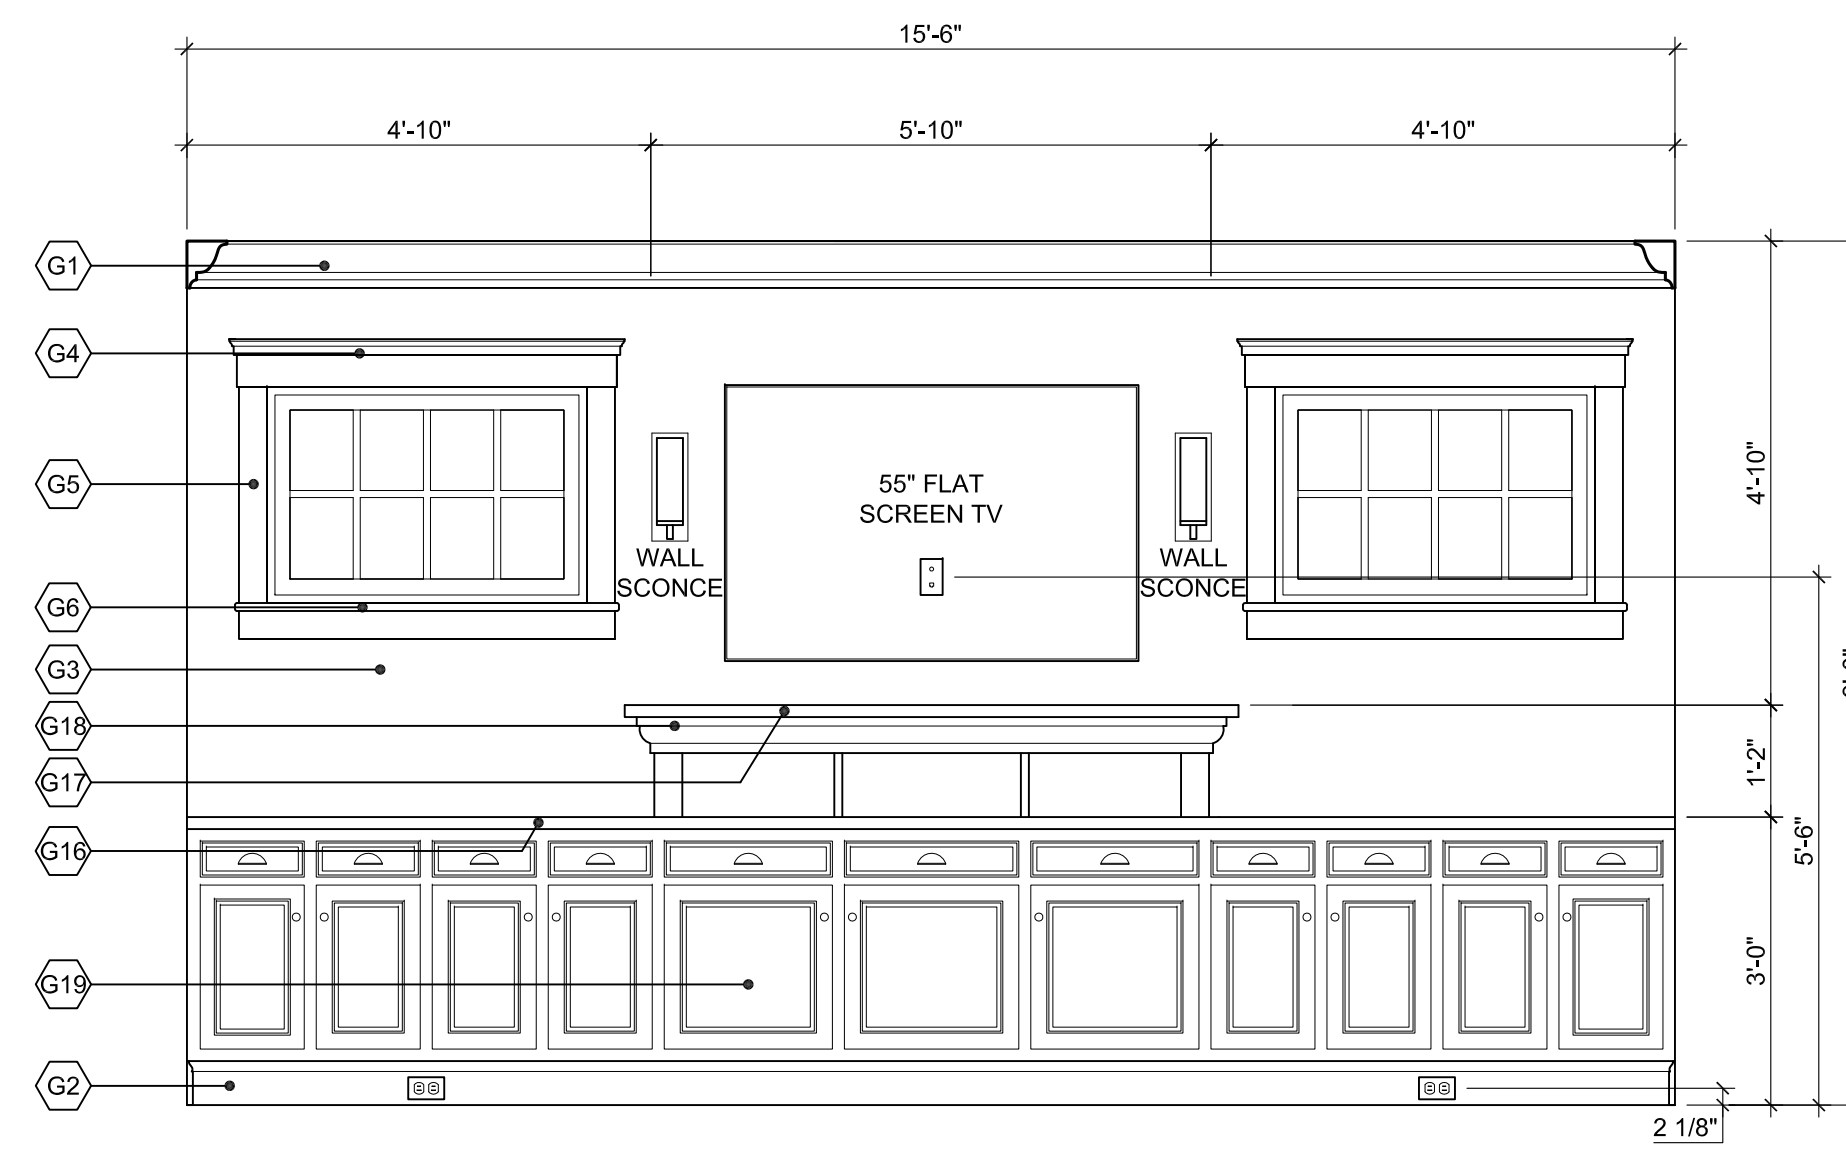 15'-6"
4'-10"
5'-10"
4'-10"
G1
G4
G5
4'-10"
55" FLAT
SCREEN TV
WALL
SCONCE
WALL
SCONCE
G6
G3
G18
G17
1'-2"
G16
5'-6"
G19
3'-0"
G2
2 1/8"